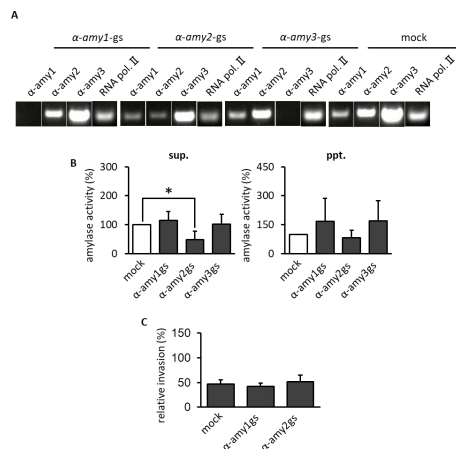 A
α-amy1-gs α-amy2-gs α-amy3-gs mock
α-amy1 α-amy2 α-amy3 RNA pol. II α-amy1 α-amy2 α-amy3 RNA pol. II α-amy1 α-amy2 α-amy3 RNA pol. II α-amy1 α-amy2 α-amy3 RNA pol. II
B
sup.
amylase activity (%)
300
200
100
0
*
mock α-amy1gs α-amy2gs α-amy3gs
ppt.
amylase activity (%)
450
300
150
0
mock α-amy1gs α-amy2gs α-amy3gs
C
relative invasion (%)
150
100
50
0
mock α-amy1gs α-amy2gs